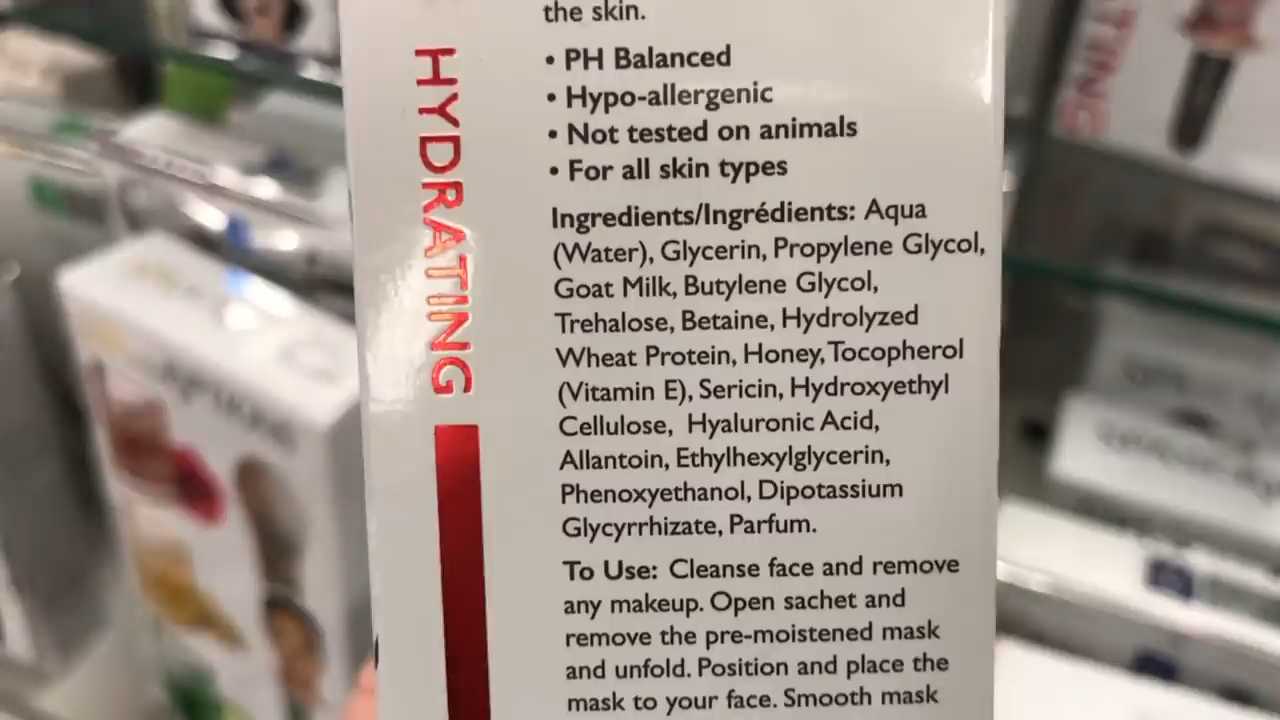 the skin.
• PH Balanced
• Hypo-allergenic
• Not tested on animals
• For all skin types
Ingredients/Ingrédients: Aqua
(Water), Glycerin, Propylene Glycol,
Goat Milk, Butylene Glycol,
Trehalose, Betaine, Hydrolyzed
Wheat Protein, Honey, Tocopherol
(Vitamin E), Sericin, Hydroxyethyl
Cellulose, Hyaluronic Acid,
Allantoin, Ethylhexylglycerin,
Phenoxyethanol, Dipotassium
Glycyrrhizate, Parfum.
To Use: Cleanse face and remove
any makeup. Open sachet and
remove the pre-moistened mask
and unfold. Position and place the
mask to your face. Smooth mask
HYDRATING